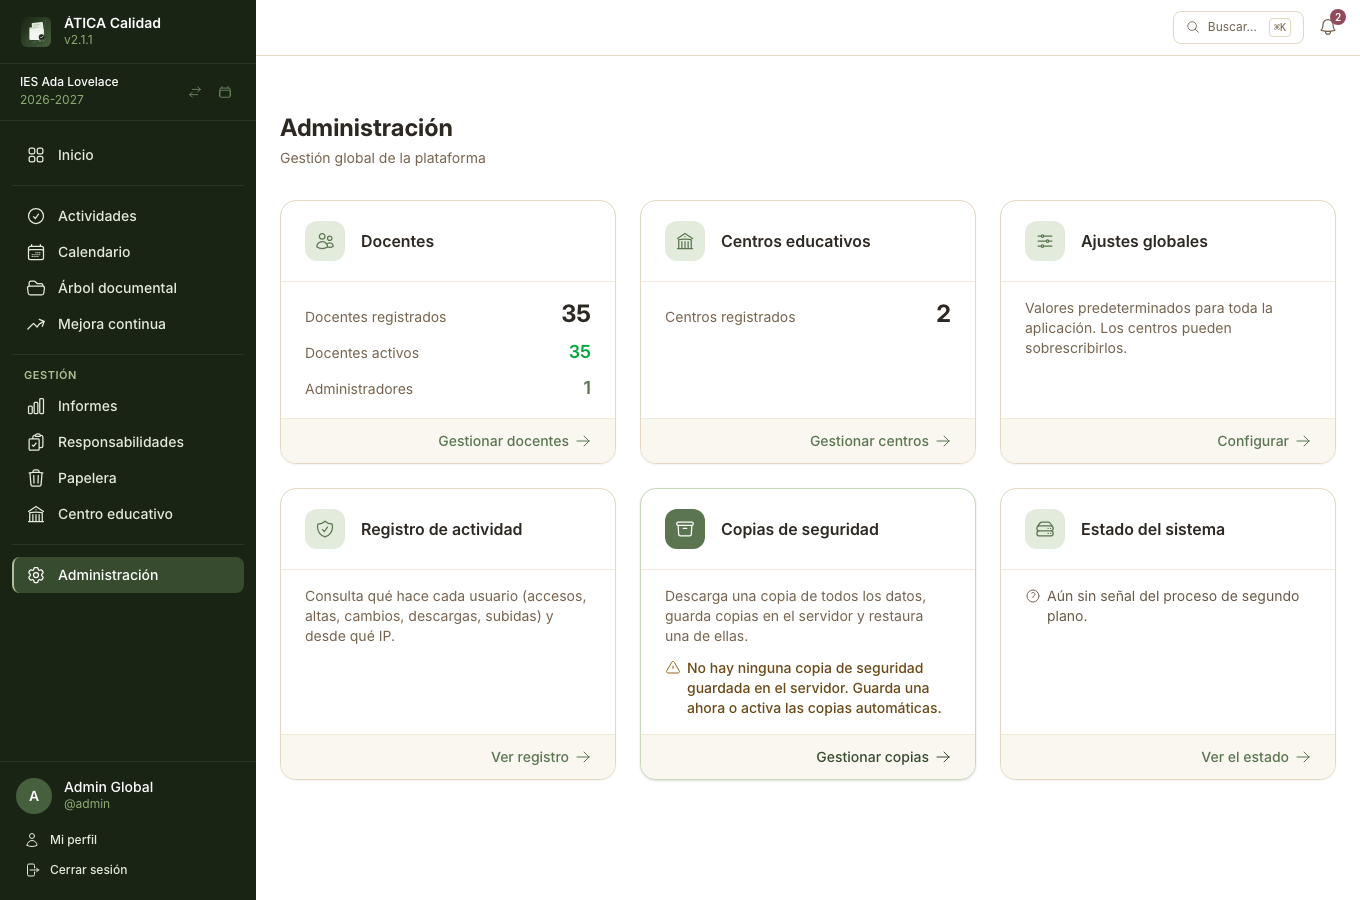 ÁTICA Calidad
v2.1.1
IES Ada Lovelace
2026-2027
Inicio
Actividades
Calendario
Árbol documental
Mejora continua
GESTIÓN
Informes
Responsabilidades
Papelera
Centro educativo
Administración
A
Admin Global
@admin
Mi perfil
Cerrar sesión
Buscar...
⌘K
2
Administración
Gestión global de la plataforma
Docentes
Docentes registrados 35
Docentes activos 35
Administradores 1
Gestionar docentes
Centros educativos
Centros registrados 2
Gestionar centros
Ajustes globales
Valores predeterminados para toda la
aplicación. Los centros pueden
sobrescribirlos.
Configurar
Registro de actividad
Consulta qué hace cada usuario (accesos,
altas, cambios, descargas, subidas) y
desde qué IP.
Ver registro
Copias de seguridad
Descarga una copia de todos los datos,
guarda copias en el servidor y restaura
una de ellas.
No hay ninguna copia de seguridad
guardada en el servidor. Guarda una
ahora o activa las copias automáticas.
Gestionar copias
Estado del sistema
Aún sin señal del proceso de segundo
plano.
Ver el estado